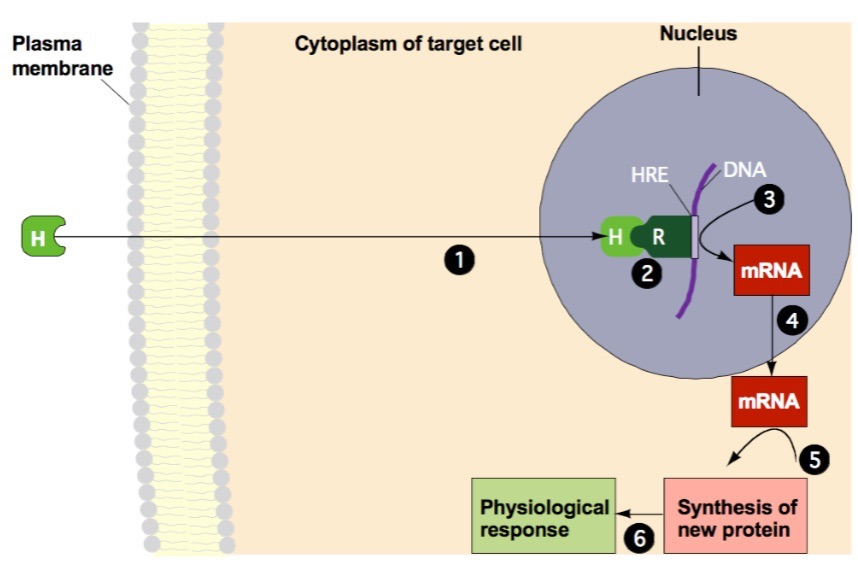 Plasma
membrane
Cytoplasm of target cell
Nucleus
HRE
DNA
3
H
H
R
1
2
mRNA
4
mRNA
5
Physiological
response
6
Synthesis of
new protein